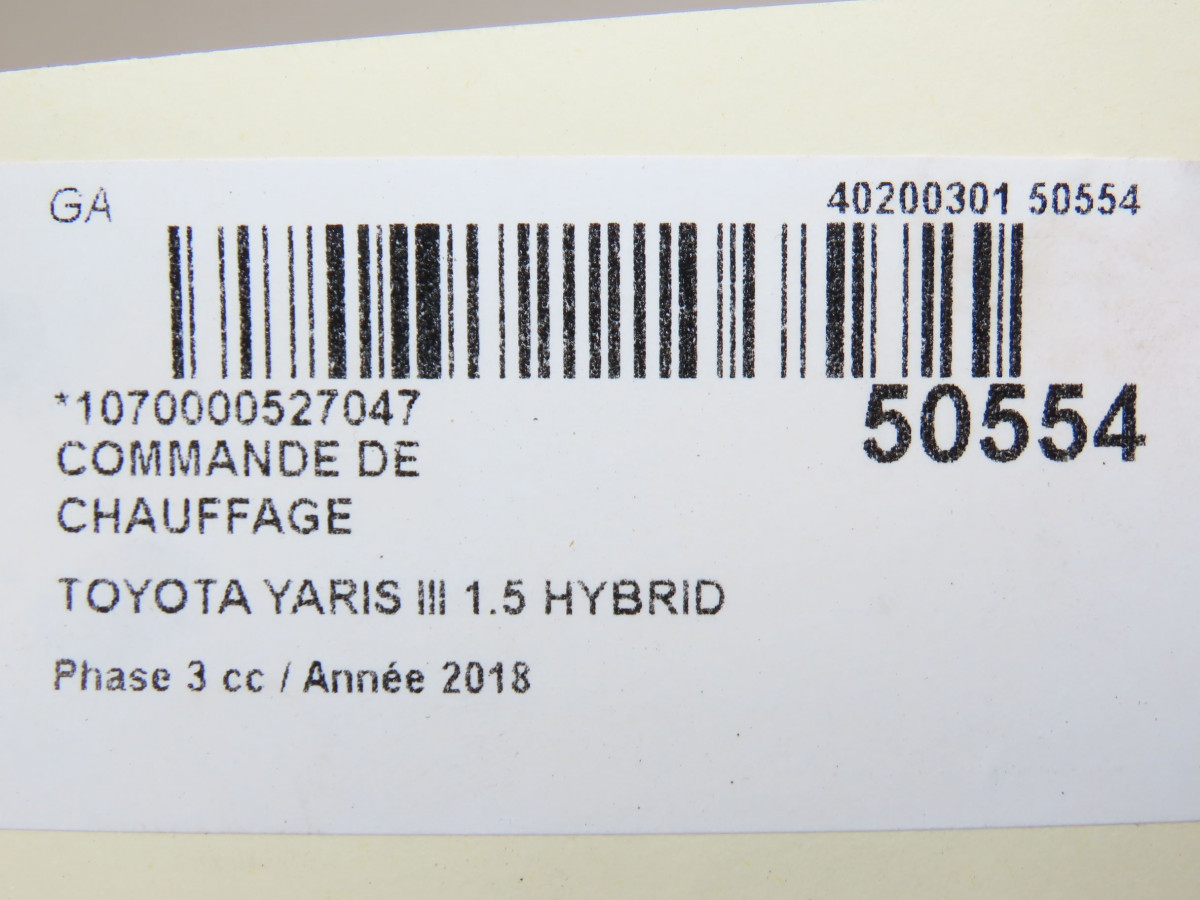 GA
40200301 50554
*1070000527047
50554
COMMANDE DE
CHAUFFAGE
TOYOTA YARIS III 1.5 HYBRID
Phase 3 cc / Année 2018